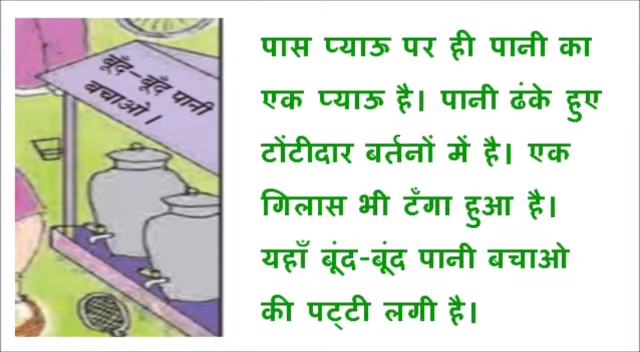 बूँद-बूँद पानी
बचाओ ।
पास प्याऊ पर ही पानी का
एक प्याऊ है। पानी ढंके हुए
टोंटीदार बर्तनों में है। एक
गिलास भी टँगा हुआ है।
यहाँ बूंद-बूंद पानी बचाओ
की पट्टी लगी है।